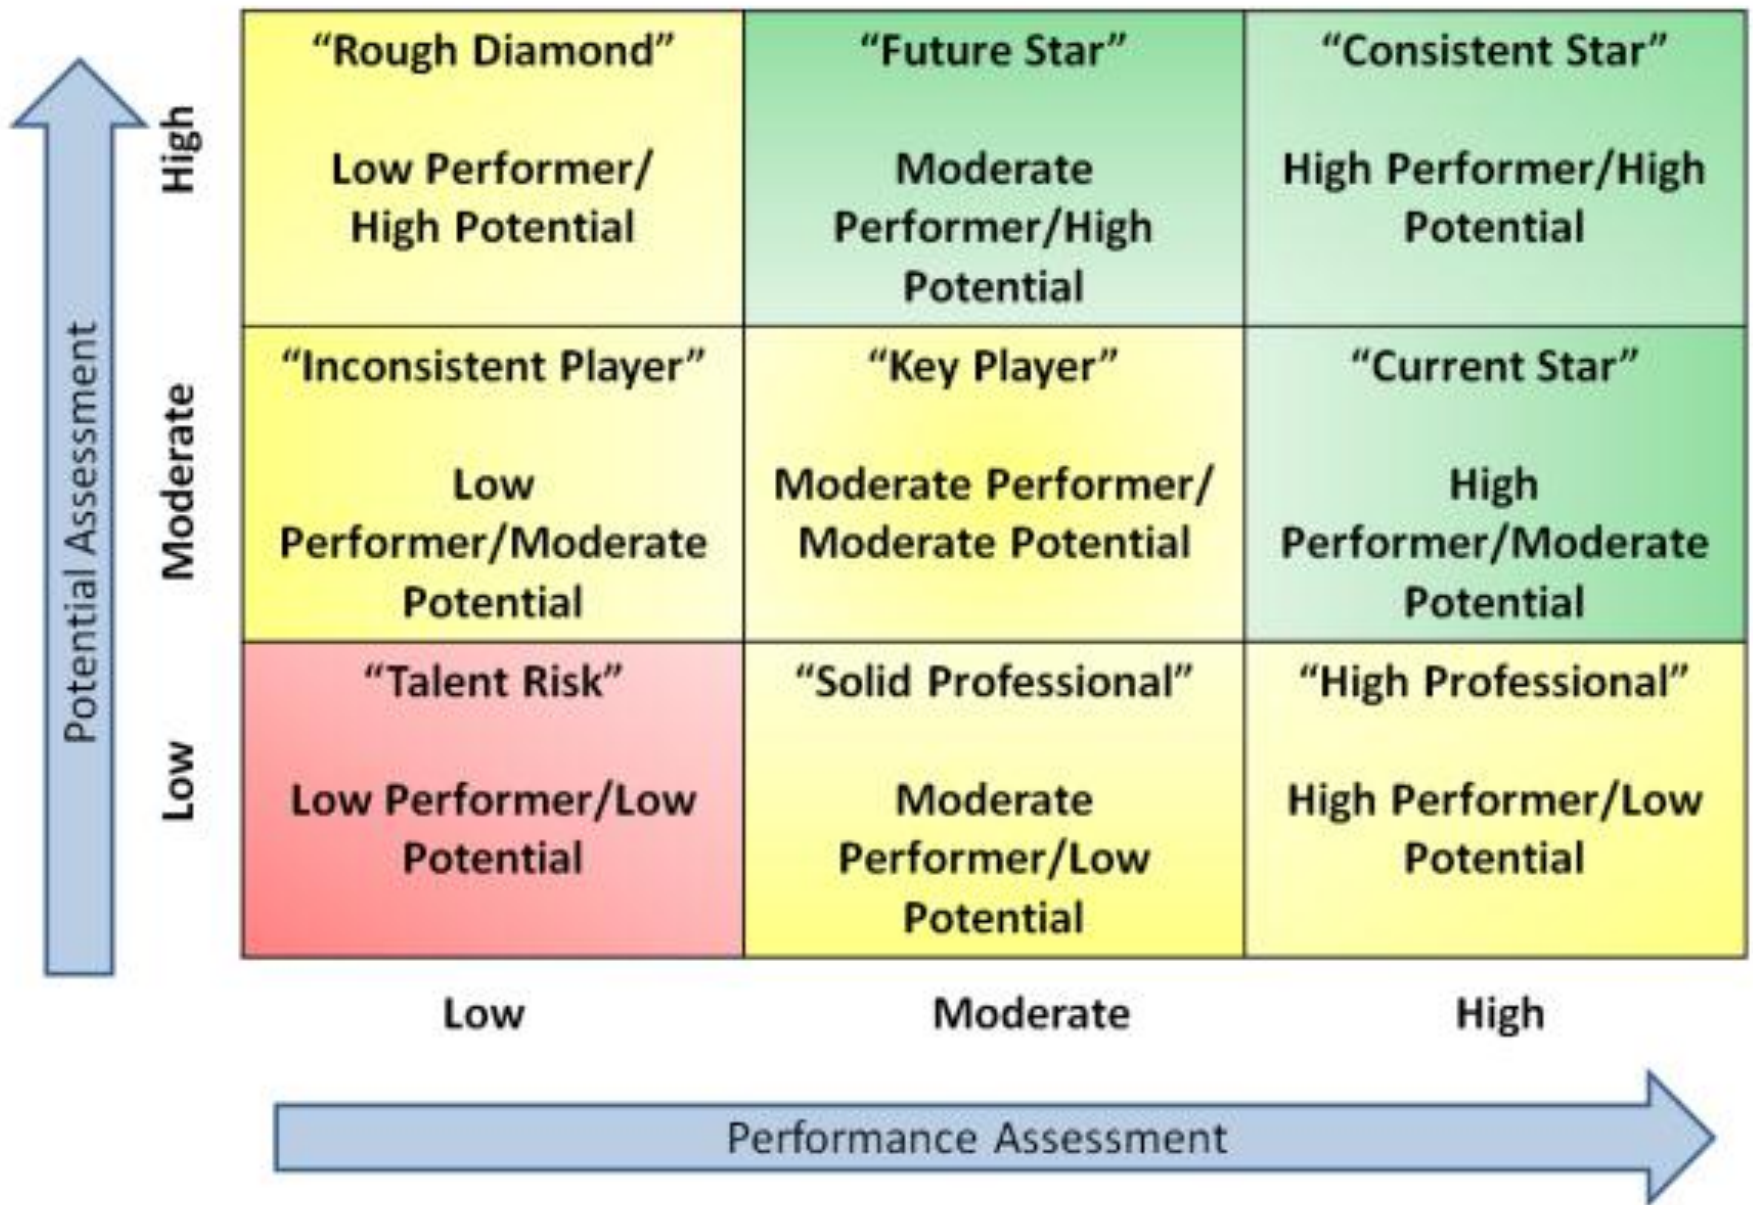 “Rough Diamond”
Low Performer/
High Potential
“Future Star”
Moderate
Performer/High
Potential
“Consistent Star”
High Performer/High
Potential
“Inconsistent Player”
Low
Performer/Moderate
Potential
“Key Player”
Moderate Performer/
Moderate Potential
“Current Star”
High
Performer/Moderate
Potential
“Talent Risk”
Low Performer/Low
Potential
“Solid Professional”
Moderate
Performer/Low
Potential
“High Professional”
High Performer/Low
Potential
Potential Assessment
High
Moderate
Low
Low
Moderate
High
Performance Assessment